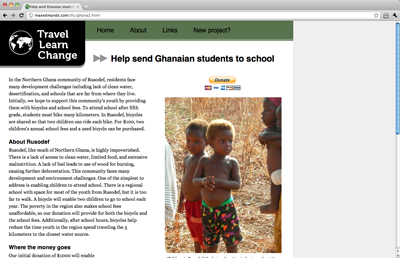 Help send Ghanaian students
maxedmonds.com/tlc/ghana2.html
Travel
Learn
Change
Home About Links New project?
Help send Ghanaian students to school
Donate
In the Northern Ghana community of Rusodef, residents face
many development challenges including lack of clean water,
desertification, and schools that are far from where they live.
Initially, we hope to support this community's youth by providing
them with bicycles and school fees. To attend school after fifth
grade, students must bike many kilometers. In Rusodef, bicycles
are shared so that two children can ride each bike. For $100, two
children's annual school fees and a used bicycle can be purchased.
About Rusodef
Rusodef, like much of Northern Ghana, is highly impoverished.
There is a lack of access to clean water, limited food, and extensive
malnutrition. A lack of fuel leads to use of wood for burning,
causing further deforestation. This community faces many
development and environment challenges. One of the simplest to
address is enabling children to attend school. There is a regional
school with space for most of the youth from Rusodef, but it is too
far to walk. A bicycle will enable two children to go to school each
year. The poverty in the region also makes school fees
unaffordable, so our donation will provide for both the bicycle and
the school fees. Additionally, after school hours, bicycles help
reduce the time youth in the region spend traveling the 5
kilometers to the closest water source.
Where the money goes
Our initial donation of $1000 will enable